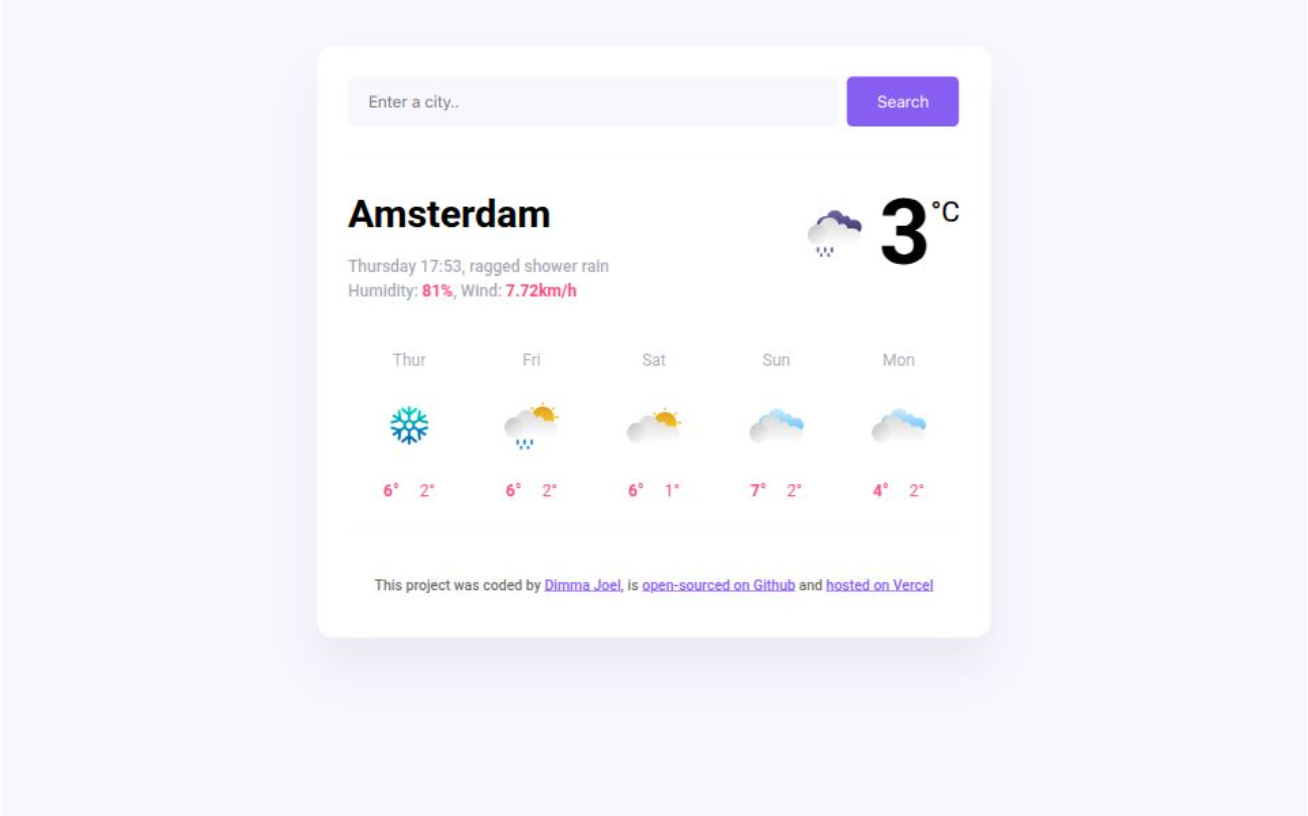 Enter a city..
Search
Amsterdam
3 °C
Thursday 17:53, ragged shower rain
Humidity: 81%, Wind: 7.72km/h
Thur Fri Sat Sun Mon
6° 2° 6° 2° 6° 1° 7° 2° 4° 2°
This project was coded by Dimma Joel, is open-sourced on Github and hosted on Vercel